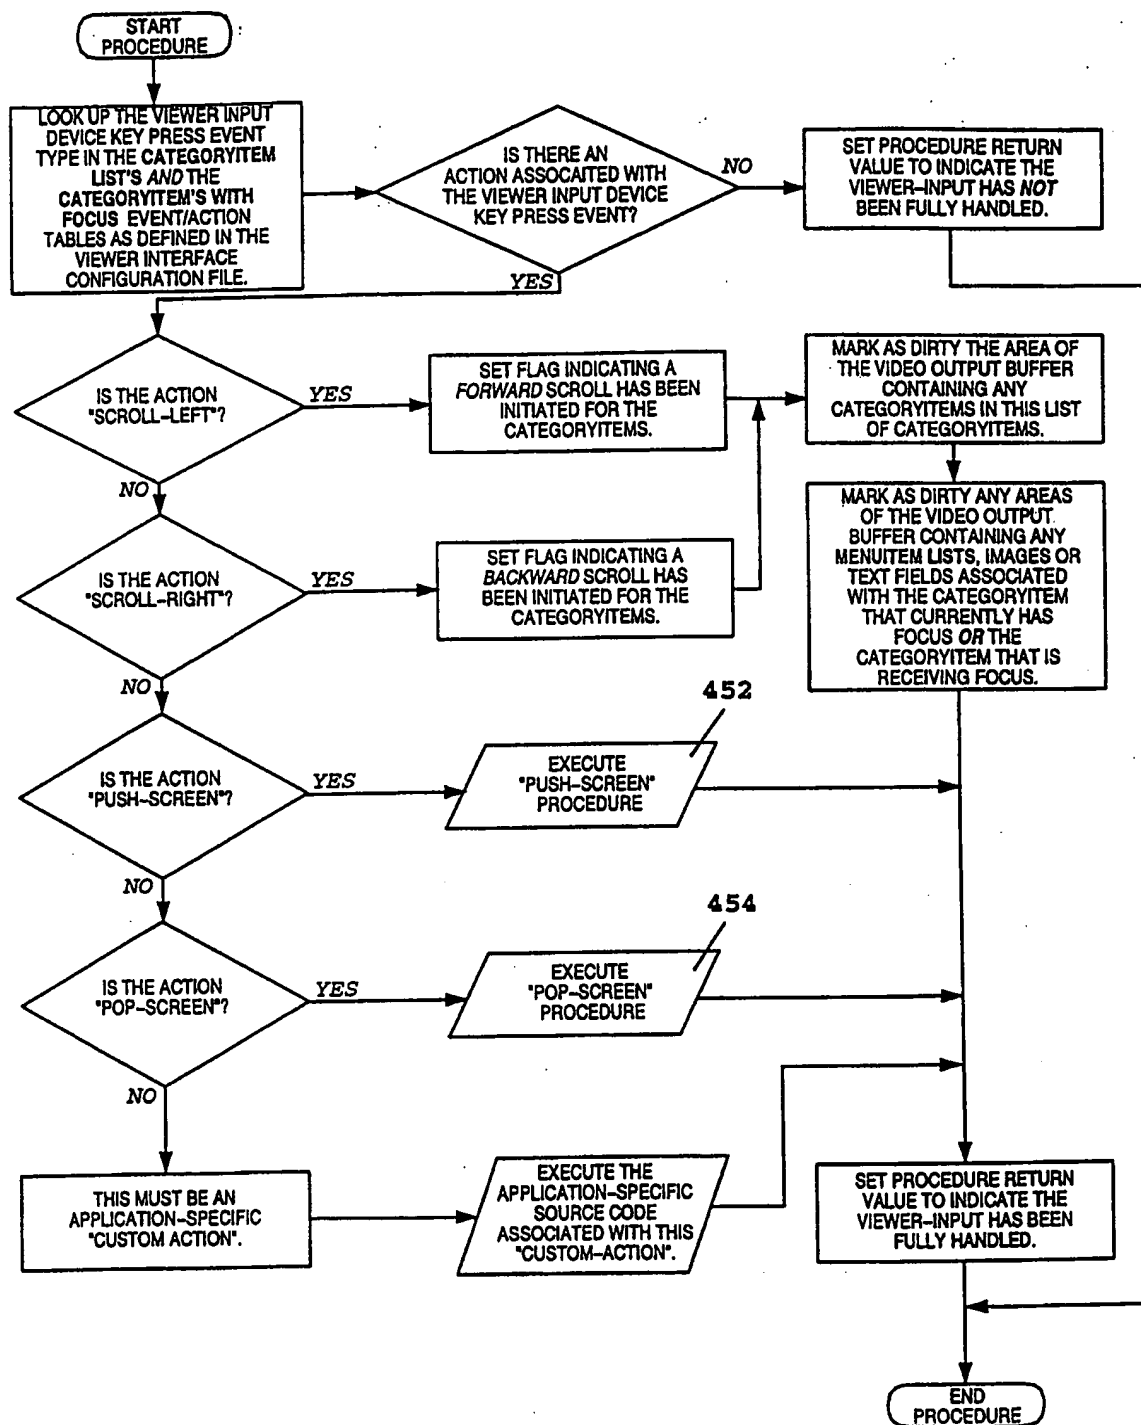 START
PROCEDURE
LOOK UP THE VIEWER INPUT
DEVICE KEY PRESS EVENT
TYPE IN THE CATEGORYITEM
LIST'S AND THE
CATEGORYITEM'S WITH
FOCUS EVENT/ACTION
TABLES AS DEFINED IN THE
VIEWER INTERFACE
CONFIGURATION FILE.
IS THERE AN
ACTION ASSOCAITED WITH
THE VIEWER INPUT DEVICE
KEY PRESS EVENT?
NO
SET PROCEDURE RETURN
VALUE TO INDICATE THE
VIEWER-INPUT HAS NOT
BEEN FULLY HANDLED.
YES
IS THE ACTION
"SCROLL-LEFT"?
YES
SET FLAG INDICATING A
FORWARD SCROLL HAS BEEN
INITIATED FOR THE
CATEGORYITEMS.
MARK AS DIRTY THE AREA OF
THE VIDEO OUTPUT BUFFER
CONTAINING ANY
CATEGORYITEMS IN THIS LIST
OF CATEGORYITEMS.
NO
IS THE ACTION
"SCROLL-RIGHT"?
YES
SET FLAG INDICATING A
BACKWARD SCROLL HAS
BEEN INITIATED FOR THE
CATEGORYITEMS.
MARK AS DIRTY ANY AREAS
OF THE VIDEO OUTPUT
BUFFER CONTAINING ANY
MENUITEM LISTS, IMAGES OR
TEXT FIELDS ASSOCIATED
WITH THE CATEGORYITEM
THAT CURRENTLY HAS
FOCUS OR THE
CATEGORYITEM THAT IS
RECEIVING FOCUS.
NO
IS THE ACTION
"PUSH-SCREEN"?
YES
452
EXECUTE
"PUSH-SCREEN"
PROCEDURE
NO
IS THE ACTION
"POP-SCREEN"?
YES
454
EXECUTE
"POP-SCREEN"
PROCEDURE
NO
THIS MUST BE AN
APPLICATION-SPECIFIC
"CUSTOM ACTION".
EXECUTE THE
APPLICATION-SPECIFIC
SOURCE CODE
ASSOCIATED WITH THIS
"CUSTOM-ACTION".
SET PROCEDURE RETURN
VALUE TO INDICATE THE
VIEWER-INPUT HAS BEEN
FULLY HANDLED.
END
PROCEDURE